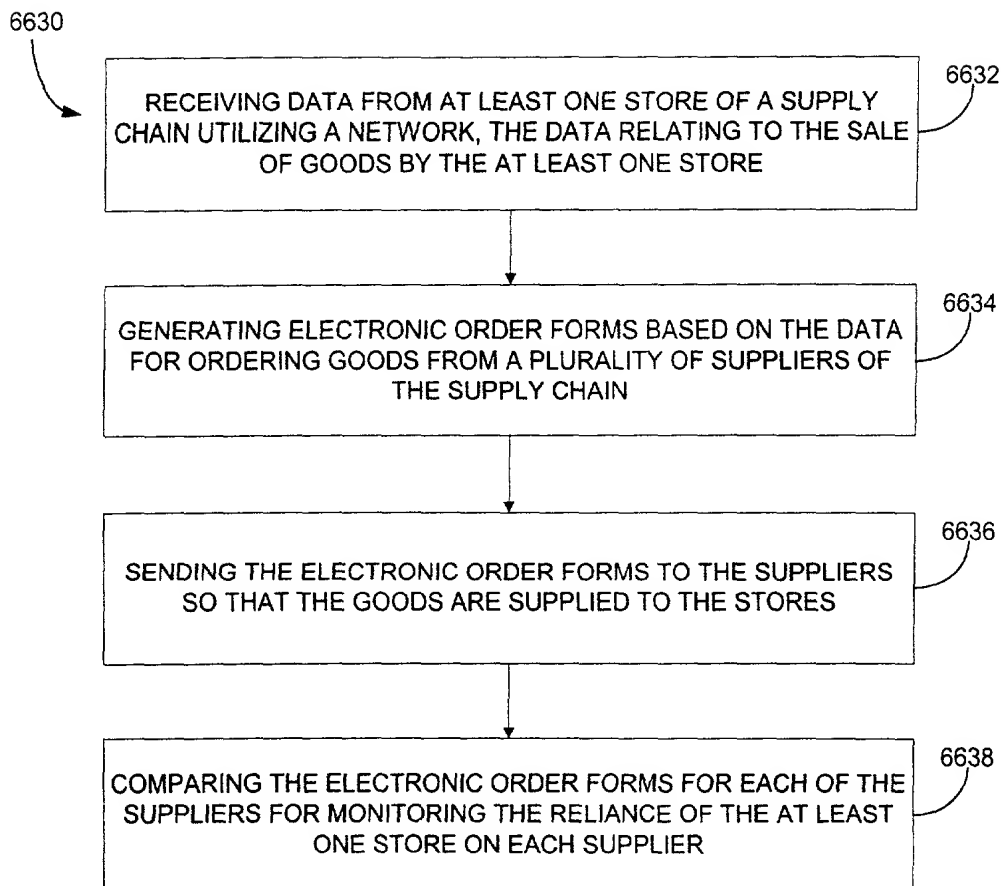 6630
6632
RECEIVING DATA FROM AT LEAST ONE STORE OF A SUPPLY
CHAIN UTILIZING A NETWORK, THE DATA RELATING TO THE SALE
OF GOODS BY THE AT LEAST ONE STORE
6634
GENERATING ELECTRONIC ORDER FORMS BASED ON THE DATA
FOR ORDERING GOODS FROM A PLURALITY OF SUPPLIERS OF
THE SUPPLY CHAIN
6636
SENDING THE ELECTRONIC ORDER FORMS TO THE SUPPLIERS
SO THAT THE GOODS ARE SUPPLIED TO THE STORES
6638
COMPARING THE ELECTRONIC ORDER FORMS FOR EACH OF THE
SUPPLIERS FOR MONITORING THE RELIANCE OF THE AT LEAST
ONE STORE ON EACH SUPPLIER